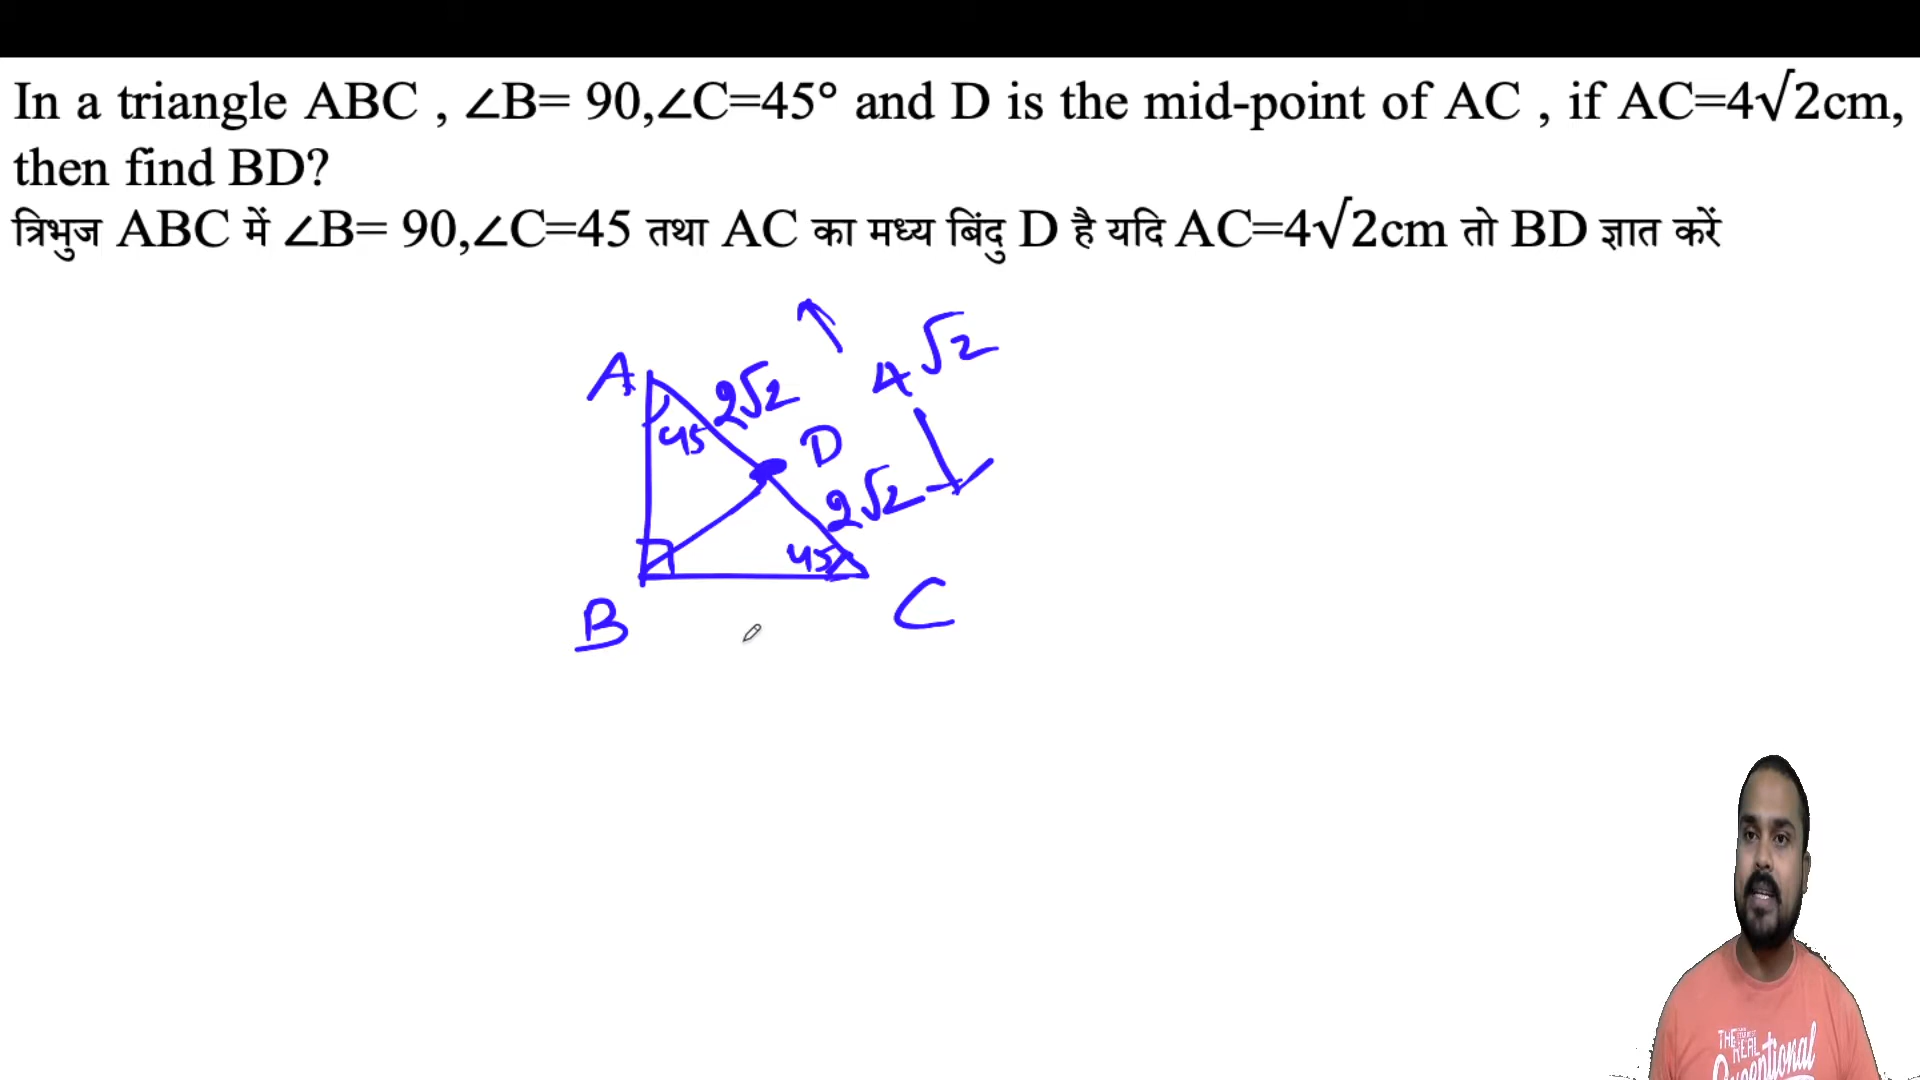 In a triangle ABC , ∠B= 90,∠C=45° and D is the mid-point of AC , if AC=4√2cm,
then find BD?
त्रिभुज ABC में ∠B= 90,∠C=45 तथा AC का मध्य बिंदु D है यदि AC=4√2cm तो BD ज्ञात करें
4√2
A
2√2
45
D
2√2
45
B
C
THE
REAL